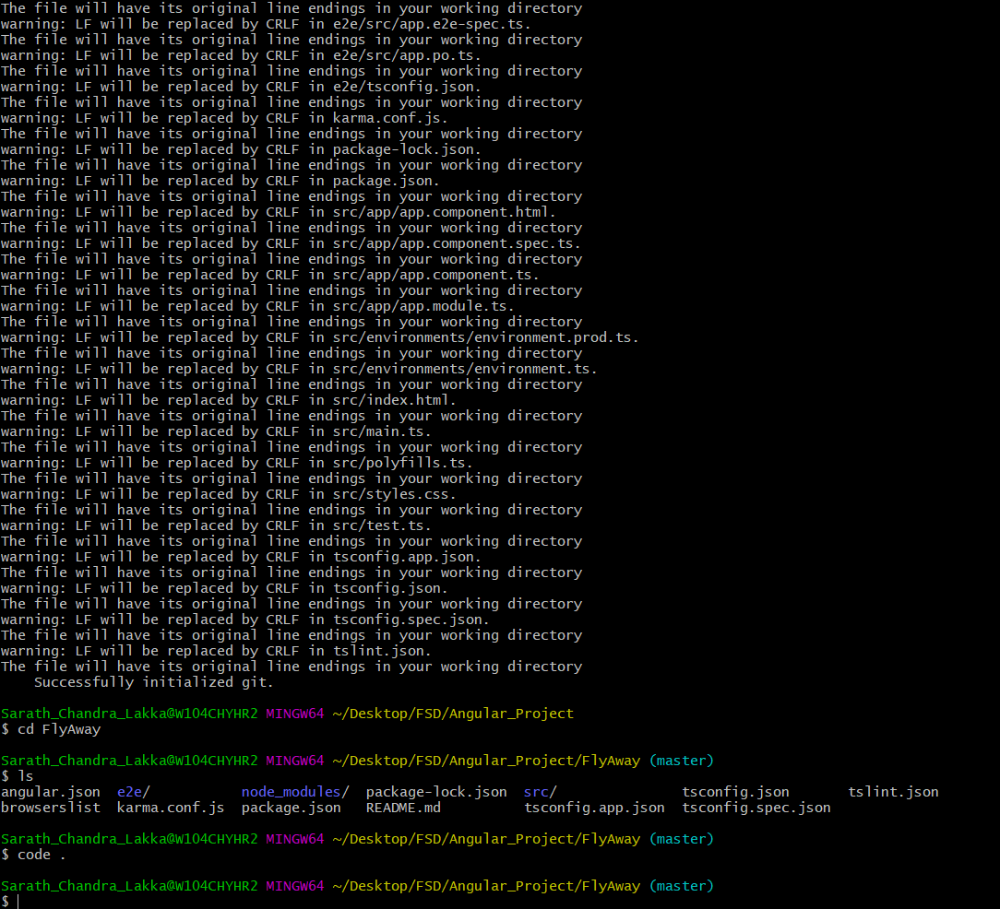 The file will have its original line endings in your working directory
warning: LF will be replaced by CRLF in e2e/src/app.e2e-spec.ts.
The file will have its original line endings in your working directory
warning: LF will be replaced by CRLF in e2e/src/app.po.ts.
The file will have its original line endings in your working directory
warning: LF will be replaced by CRLF in e2e/tsconfig.json.
The file will have its original line endings in your working directory
warning: LF will be replaced by CRLF in karma.conf.js.
The file will have its original line endings in your working directory
warning: LF will be replaced by CRLF in package-lock.json.
The file will have its original line endings in your working directory
warning: LF will be replaced by CRLF in package.json.
The file will have its original line endings in your working directory
warning: LF will be replaced by CRLF in src/app/app.component.html.
The file will have its original line endings in your working directory
warning: LF will be replaced by CRLF in src/app/app.component.spec.ts.
The file will have its original line endings in your working directory
warning: LF will be replaced by CRLF in src/app/app.component.ts.
The file will have its original line endings in your working directory
warning: LF will be replaced by CRLF in src/app/app.module.ts.
The file will have its original line endings in your working directory
warning: LF will be replaced by CRLF in src/environments/environment.prod.ts.
The file will have its original line endings in your working directory
warning: LF will be replaced by CRLF in src/environments/environment.ts.
The file will have its original line endings in your working directory
warning: LF will be replaced by CRLF in src/index.html.
The file will have its original line endings in your working directory
warning: LF will be replaced by CRLF in src/main.ts.
The file will have its original line endings in your working directory
warning: LF will be replaced by CRLF in src/polyfills.ts.
The file will have its original line endings in your working directory
warning: LF will be replaced by CRLF in src/styles.css.
The file will have its original line endings in your working directory
warning: LF will be replaced by CRLF in src/test.ts.
The file will have its original line endings in your working directory
warning: LF will be replaced by CRLF in tsconfig.app.json.
The file will have its original line endings in your working directory
warning: LF will be replaced by CRLF in tsconfig.json.
The file will have its original line endings in your working directory
warning: LF will be replaced by CRLF in tsconfig.spec.json.
The file will have its original line endings in your working directory
warning: LF will be replaced by CRLF in tslint.json.
The file will have its original line endings in your working directory
    Successfully initialized git.

Sarath_Chandra_Lakka@W104CHYHR2 MINGW64 ~/Desktop/FSD/Angular_Project
$ cd FlyAway

Sarath_Chandra_Lakka@W104CHYHR2 MINGW64 ~/Desktop/FSD/Angular_Project/FlyAway (master)
$ ls
angular.json  e2e/           node_modules/  package-lock.json  src/               tsconfig.json       tslint.json
browserslist  karma.conf.js  package.json   README.md          tsconfig.app.json  tsconfig.spec.json

Sarath_Chandra_Lakka@W104CHYHR2 MINGW64 ~/Desktop/FSD/Angular_Project/FlyAway (master)
$ code .

Sarath_Chandra_Lakka@W104CHYHR2 MINGW64 ~/Desktop/FSD/Angular_Project/FlyAway (master)
$